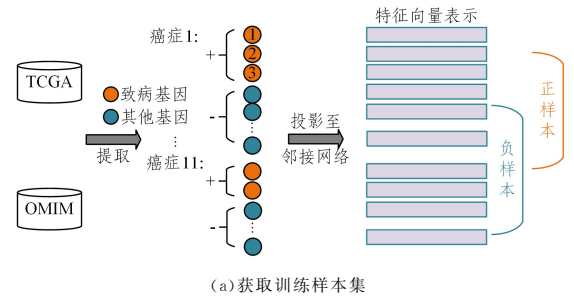 特征向量表示
癌症1:
+
1
2
3
TCGA
致病基因
其他基因
-
提取
⋮
投影至
邻接网络
正样本
负样本
癌症11:
+
OMIM
-
(a)获取训练样本集